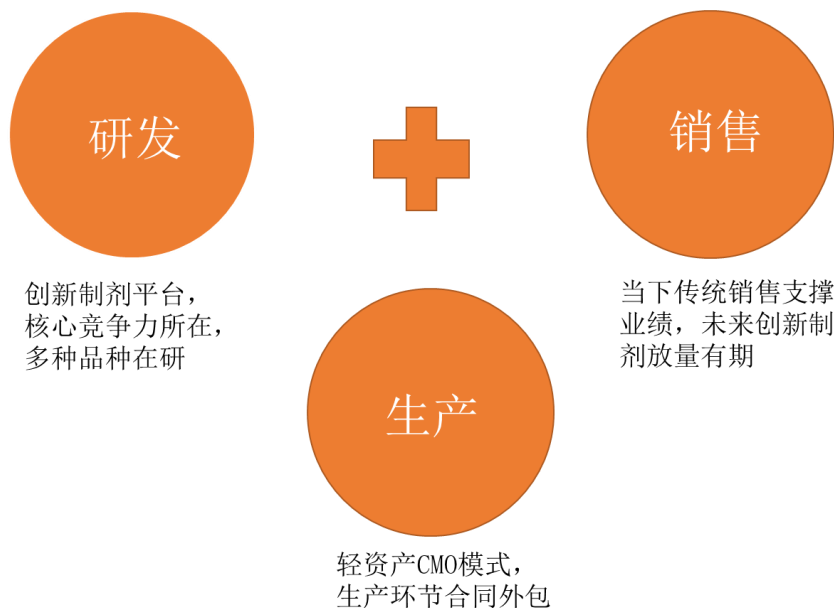 研发
销售
创新制剂平台，
核心竞争力所在，
多种品种在研
当下传统销售支撑
业绩，未来创新制
剂放量有期
生产
轻资产CMO模式，
生产环节合同外包